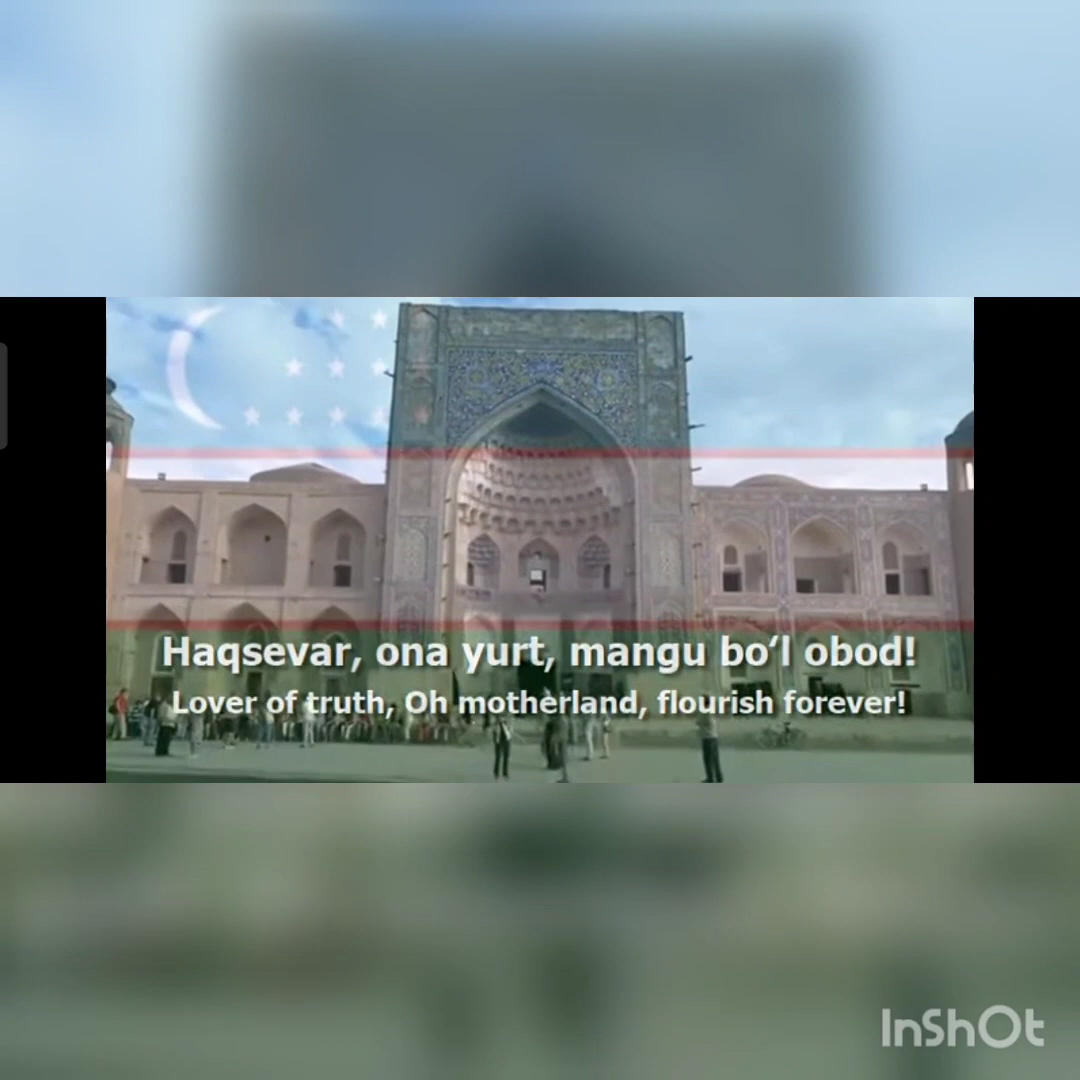 Haqsevar, ona yurt, mangu bo‘l obod!
Lover of truth, Oh motherland, flourish forever!
InShOt